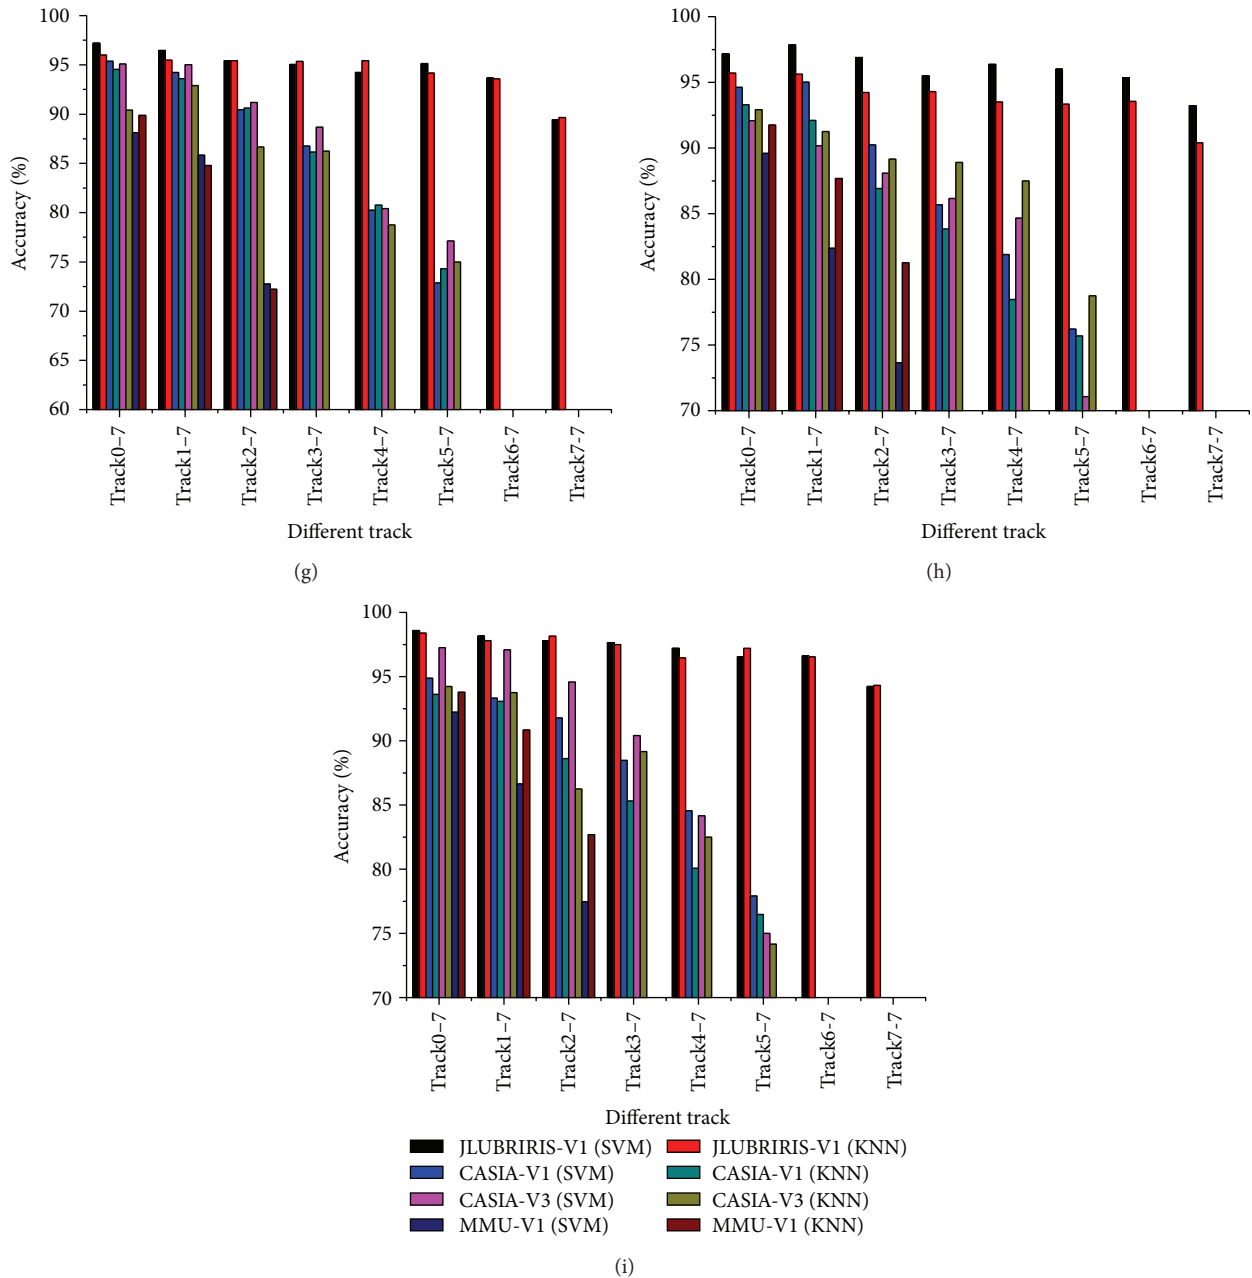 100
95
90
85
80
75
70
65
60
Accuracy (%)
Track0–7
Track1–7
Track2–7
Track3–7
Track4–7
Track5–7
Track6-7
Track7-7
Different track
(g)
100
95
90
85
80
75
70
Accuracy (%)
Track0–7
Track1–7
Track2–7
Track3–7
Track4–7
Track5–7
Track6-7
Track7-7
Different track
(h)
100
95
90
85
80
75
70
Accuracy (%)
Track0–7
Track1–7
Track2–7
Track3–7
Track4–7
Track5–7
Track6-7
Track7-7
Different track
JLUBRIRIS-V1 (SVM) JLUBRIRIS-V1 (KNN)
CASIA-V1 (SVM) CASIA-V1 (KNN)
CASIA-V3 (SVM) CASIA-V3 (KNN)
MMU-V1 (SVM) MMU-V1 (KNN)
(i)